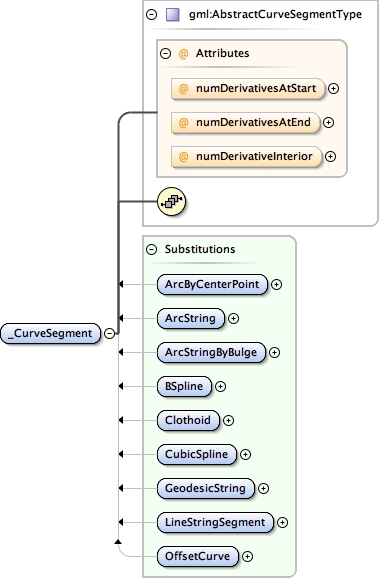 gml:AbstractCurveSegmentType
@ Attributes
@ numDerivativesAtStart
@ numDerivativesAtEnd
@ numDerivativeInterior
Substitutions
ArcByCenterPoint
ArcString
_CurveSegment
ArcStringByBulge
BSpline
Clothoid
CubicSpline
GeodesicString
LineStringSegment
OffsetCurve